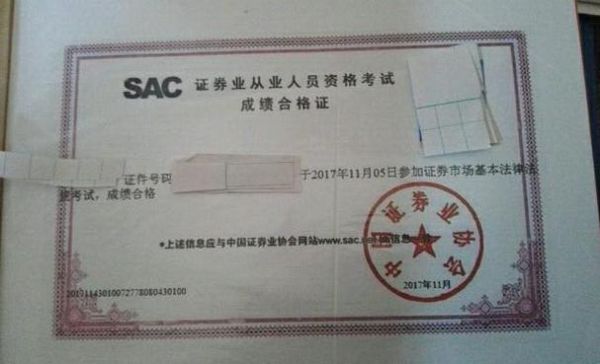 SAC 证券业从业人员资格考试
成绩合格证
证件号码 于2017年11月05日参加证券市场基本法律法
规考试，成绩合格
*上述信息应与中国证券业协会网站www.sac.net 信息
中国证券业协会
2017年11月